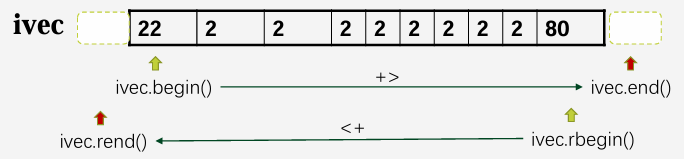 ivec 22 2 2 2 2 2 2 2 2 80
+>
ivec.begin() ivec.end()
<+
ivec.rend() ivec.rbegin()